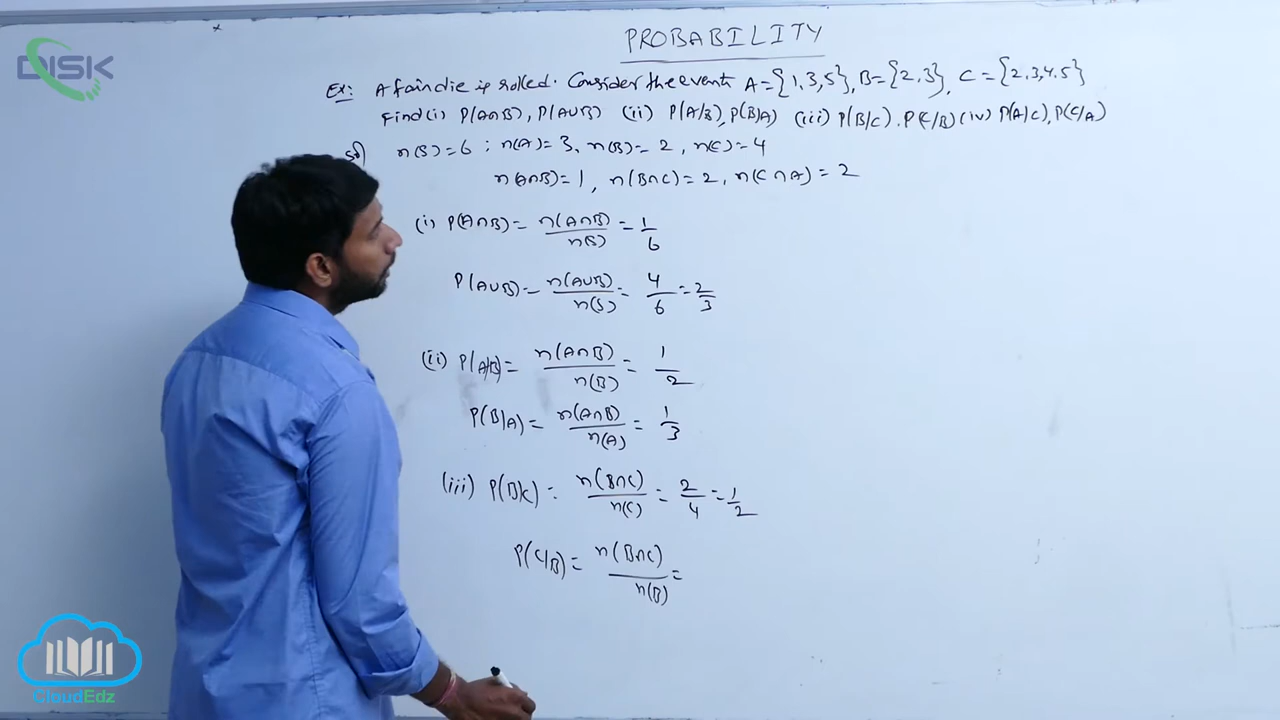 DISK
PROBABILITY
Ex: A fair die is rolled. Consider the events A={1,3,5}, B={2,3}, C={2,3,4,5}
Find (i) P(A∩B), P(A∪B) (ii) P(A/B), P(B/A) (iii) P(B/C), P(C/B) (iv) P(A/C), P(C/A)
Sol n(S)=6 ; n(A)=3, n(B)=2, n(C)=4
n(A∩B)=1, n(B∩C)=2, n(C∩A)=2
(i) P(A∩B)= n(A∩B)/n(S) = 1/6
P(A∪B)= n(A∪B)/n(S) = 4/6 = 2/3
(ii) P(A/B)= n(A∩B)/n(B) = 1/2
P(B/A)= n(A∩B)/n(A) = 1/3
(iii) P(B/C)= n(B∩C)/n(C) = 2/4 = 1/2
P(C/B)= n(B∩C)/n(B) =
CloudEdz